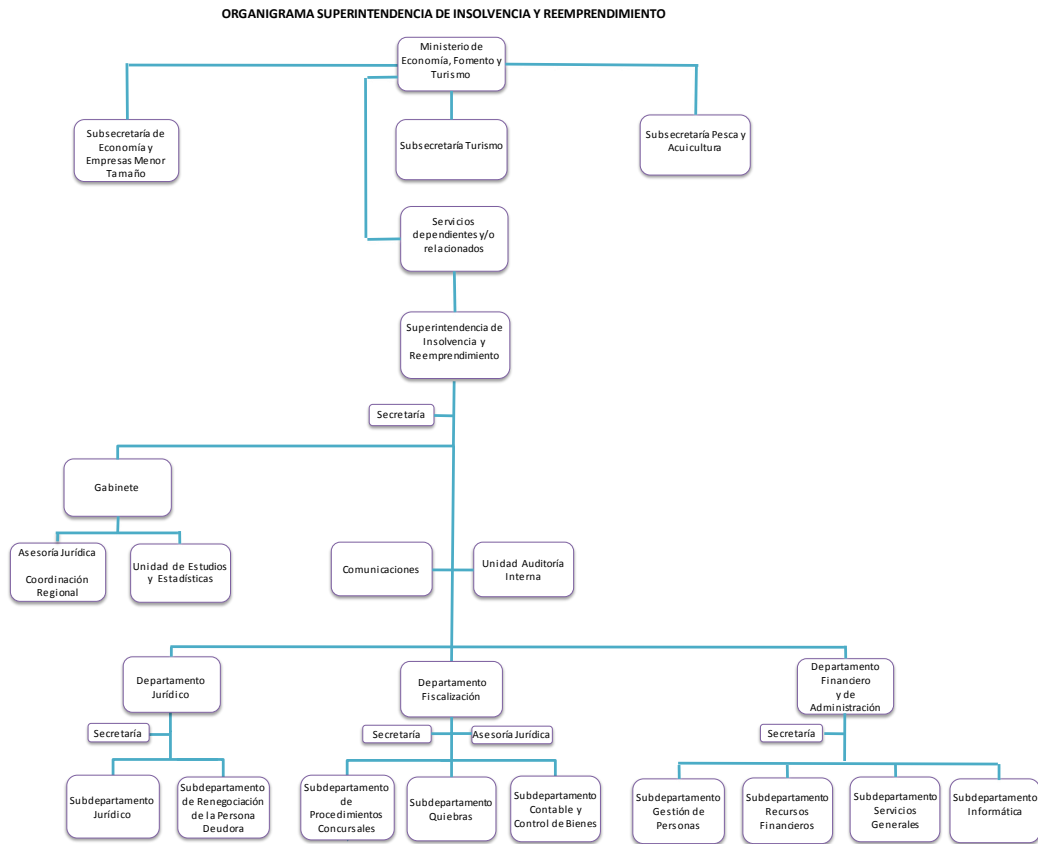 ORGANIGRAMA SUPERINTENDENCIA DE INSOLVENCIA Y REEMPRENDIMIENTO
Ministerio de
Economía, Fomento y
Turismo
Subsecretaría de
Economía y
Empresas Menor
Tamaño
Subsecretaría Turismo
Subsecretaría Pesca y
Acuicultura
Servicios
dependientes y/o
relacionados
Superintendencia de
Insolvencia y
Reemprendimiento
Secretaría
Gabinete
Asesoría Jurídica
Coordinación
Regional
Unidad de Estudios
y Estadísticas
Comunicaciones
Unidad Auditoría
Interna
Departamento
Jurídico
Departamento
Fiscalización
Departamento
Financiero
y de
Administración
Secretaría
Secretaría
Asesoría Jurídica
Secretaría
Subdepartamento
Jurídico
Subdepartamento
de Renegociación
de la Persona
Deudora
Subdepartamento
de
Procedimientos
Concursales
Subdepartamento
Quiebras
Subdepartamento
Contable y
Control de Bienes
Subdepartamento
Gestión de
Personas
Subdepartamento
Recursos
Financieros
Subdepartamento
Servicios
Generales
Subdepartamento
Informática